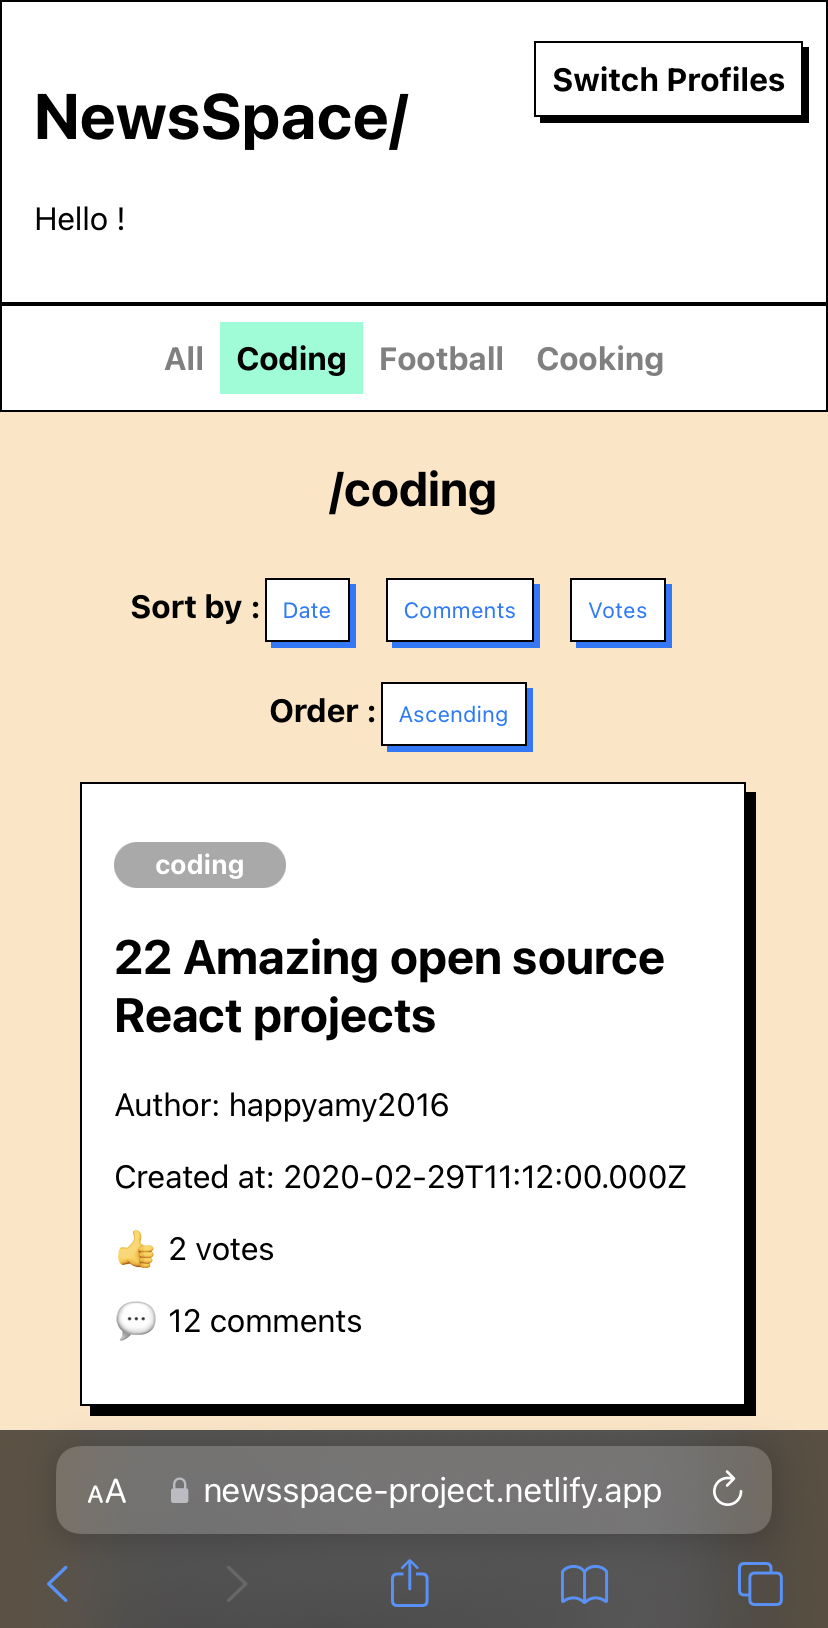 Switch Profiles
NewsSpace/
Hello !
All Coding Football Cooking
/coding
Sort by : Date Comments Votes
Order : Ascending
coding
22 Amazing open source
React projects
Author: happyamy2016
Created at: 2020-02-29T11:12:00.000Z
👍 2 votes
💬 12 comments
AA newsspace-project.netlify.app